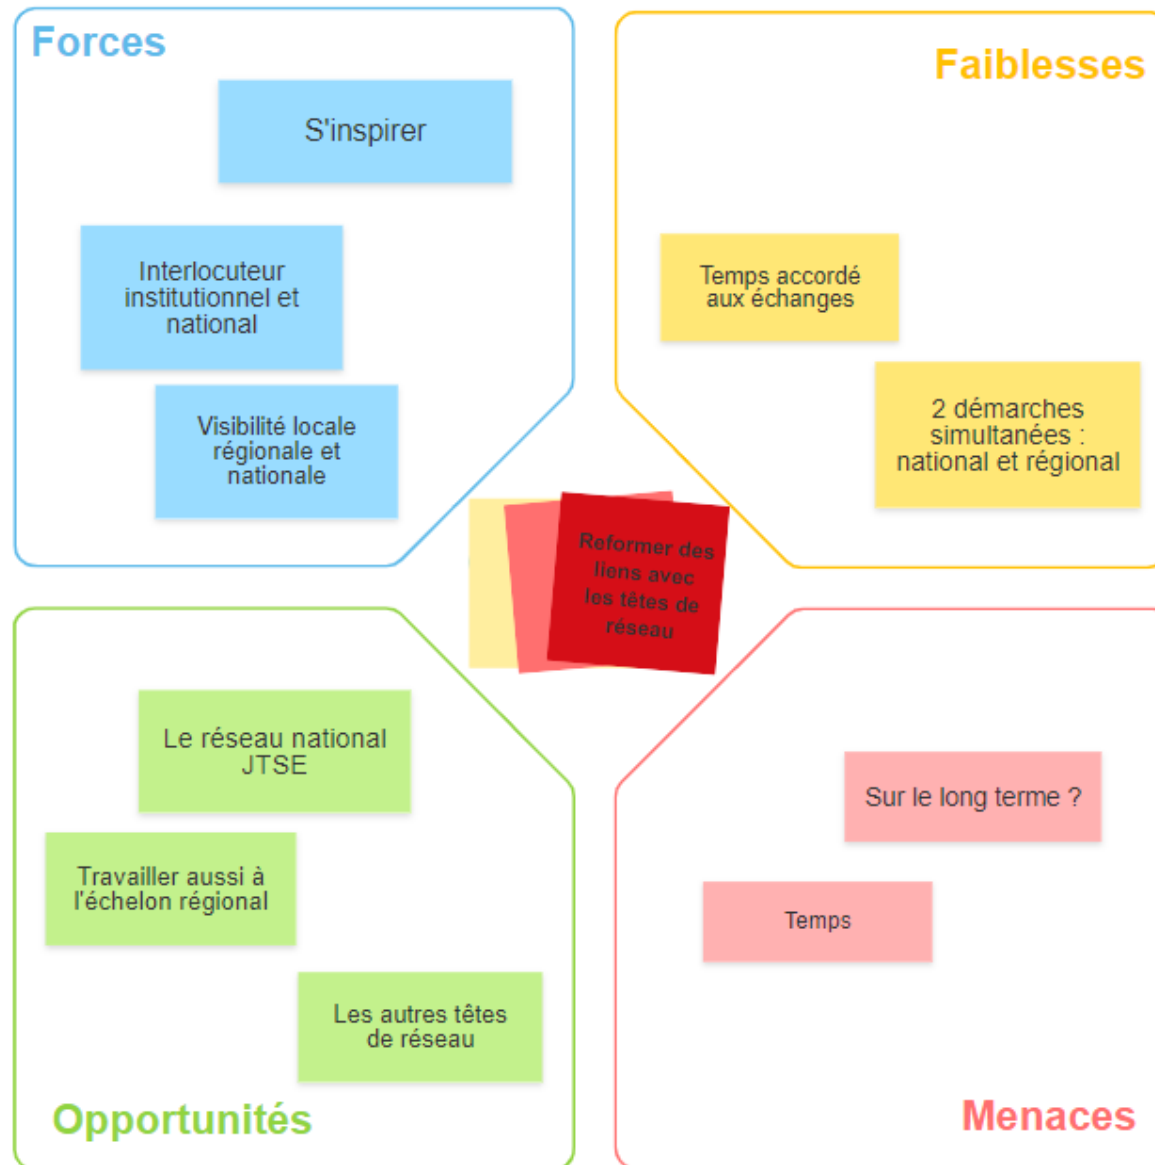 Forces
S'inspirer
Interlocuteur
institutionnel et
national
Visibilité locale
régionale et
nationale
Faiblesses
Temps accordé
aux échanges
2 démarches
simultanées :
national et régional
Reformer des
liens avec
les têtes de
réseau
Le réseau national
JTSE
Travailler aussi à
l'échelon régional
Les autres têtes
de réseau
Opportunités
Sur le long terme ?
Temps
Menaces